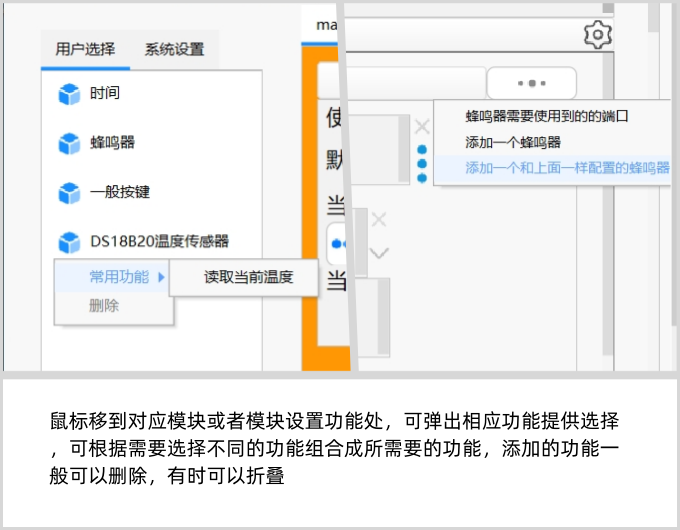 用户选择 系统设置
时间
蜂鸣器
一般按键
DS18B20温度传感器
常用功能 读取当前温度
删除
ma
使
默
当
当
蜂鸣器需要使用到的的端口
添加一个蜂鸣器
添加一个和上面一样配置的蜂鸣器
鼠标移到对应模块或者模块设置功能处，可弹出相应功能提供选择
，可根据需要选择不同的功能组合成所需要的功能，添加的功能一
般可以删除，有时可以折叠